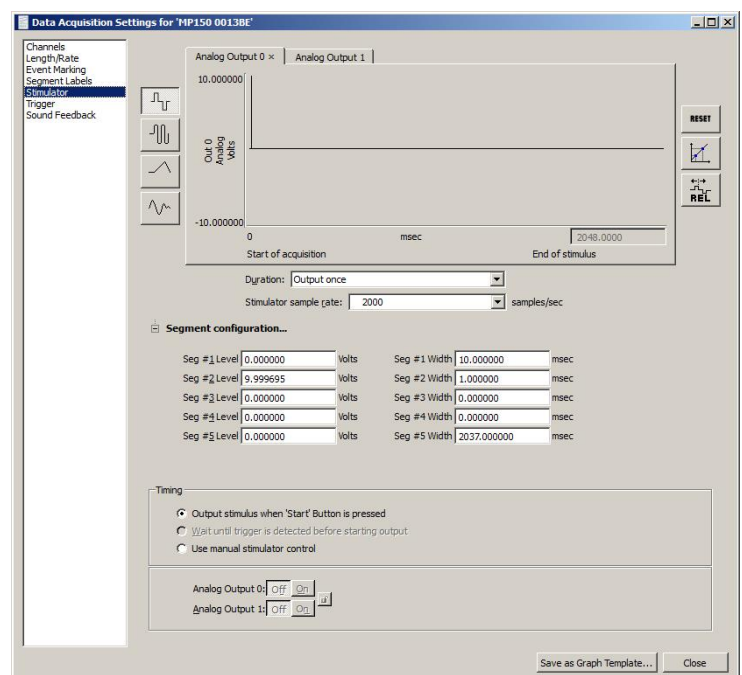 Data Acquisition Settings for 'MP150 0013BE'
Channels
Length/Rate
Event Marking
Segment Labels
Stimulator
Trigger
Sound Feedback
Analog Output 0 ×
Analog Output 1
10.000000
Out 0
Analog
Volts
-10.000000
0
msec
2048.0000
Start of acquisition
End of stimulus
RESET
REL
Duration: Output once
Stimulator sample rate: 2000 samples/sec
Segment configuration...
Seg #1 Level 0.000000 Volts Seg #1 Width 10.000000 msec
Seg #2 Level 9.999695 Volts Seg #2 Width 1.000000 msec
Seg #3 Level 0.000000 Volts Seg #3 Width 0.000000 msec
Seg #4 Level 0.000000 Volts Seg #4 Width 0.000000 msec
Seg #5 Level 0.000000 Volts Seg #5 Width 2037.000000 msec
Timing
Output stimulus when 'Start' Button is pressed
Wait until trigger is detected before starting output
Use manual stimulator control
Analog Output 0: Off On
Analog Output 1: Off On
Save as Graph Template...
Close